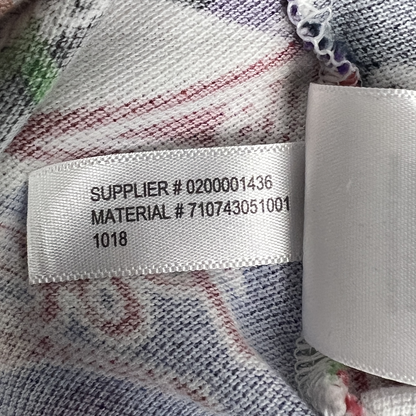 SUPPLIER # 0200001436
MATERIAL # 710743051001
1018